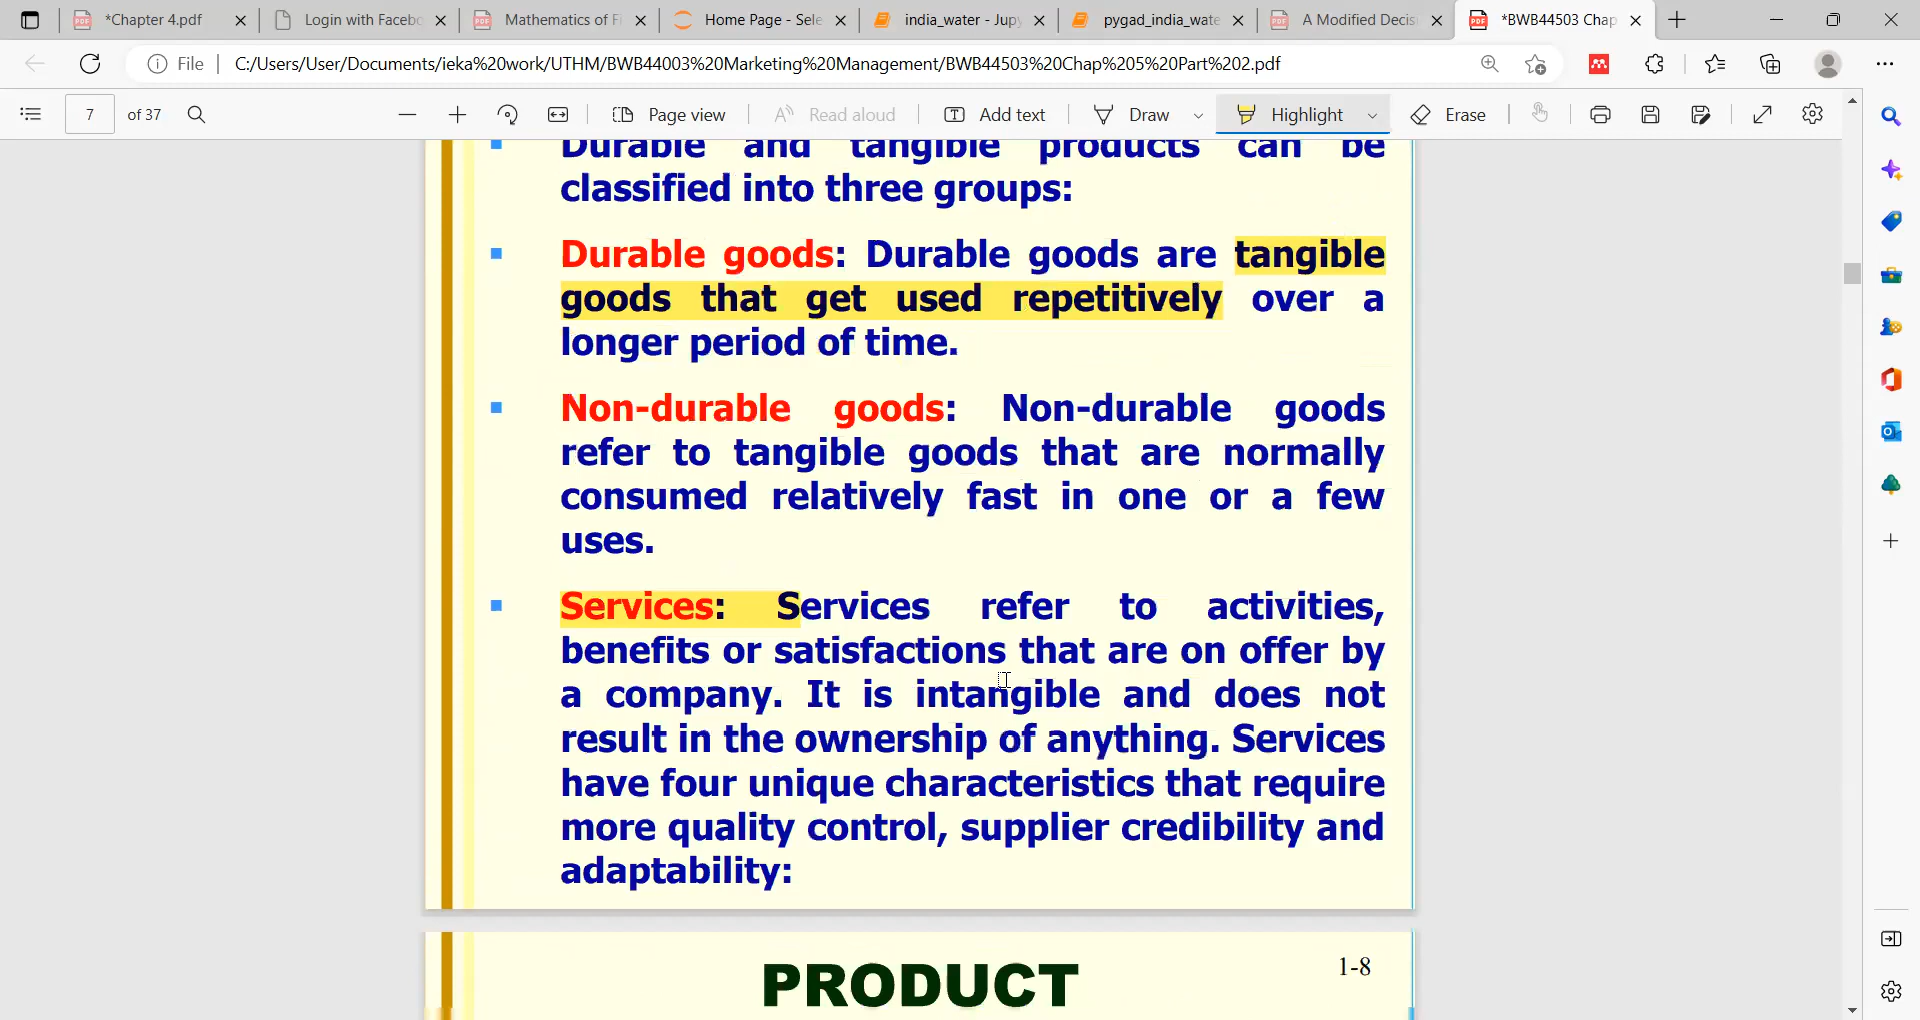 *Chapter 4.pdf
Login with Facebo
Mathematics of Fi
Home Page - Sele
india_water - Jupy
pygad_india_wate
A Modified Decis
*BWB44503 Chap
File
C:/Users/User/Documents/ieka%20work/UTHM/BWB44003%20Marketing%20Management/BWB44503%20Chap%205%20Part%202.pdf
7 of 37
Page view
Read aloud
Add text
Draw
Highlight
Erase
Durable and tangible products can be
classified into three groups:
Durable goods: Durable goods are tangible
goods that get used repetitively over a
longer period of time.
Non-durable goods: Non-durable goods
refer to tangible goods that are normally
consumed relatively fast in one or a few
uses.
Services: Services refer to activities,
benefits or satisfactions that are on offer by
a company. It is intangible and does not
result in the ownership of anything. Services
have four unique characteristics that require
more quality control, supplier credibility and
adaptability:
1-8
PRODUCT